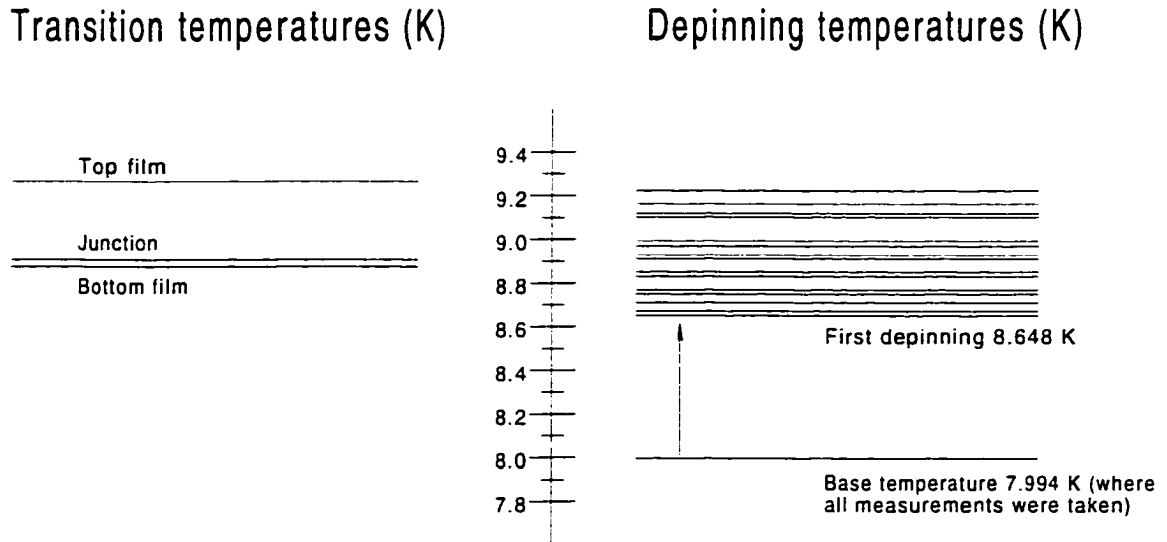 Transition temperatures (K)
Depinning temperatures (K)
Top film
Junction
Bottom film
9.4
9.2
9.0
8.8
8.6
8.4
8.2
8.0
7.8
First depinning 8.648 K
Base temperature 7.994 K (where
all measurements were taken)